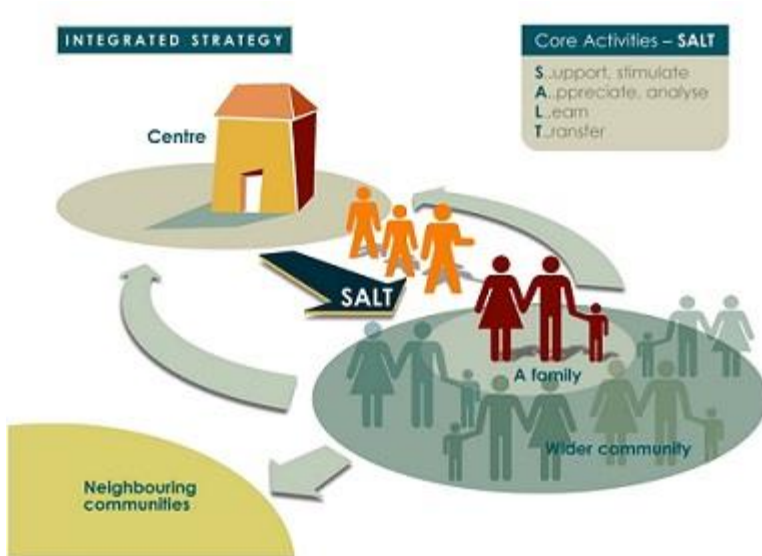 INTEGRATED STRATEGY
Core Activities – SALT
S..upport, stimulate
A..ppreciate, analyse
L..earn
T..ransfer
Centre
SALT
A family
Wider community
Neighbouring
communities